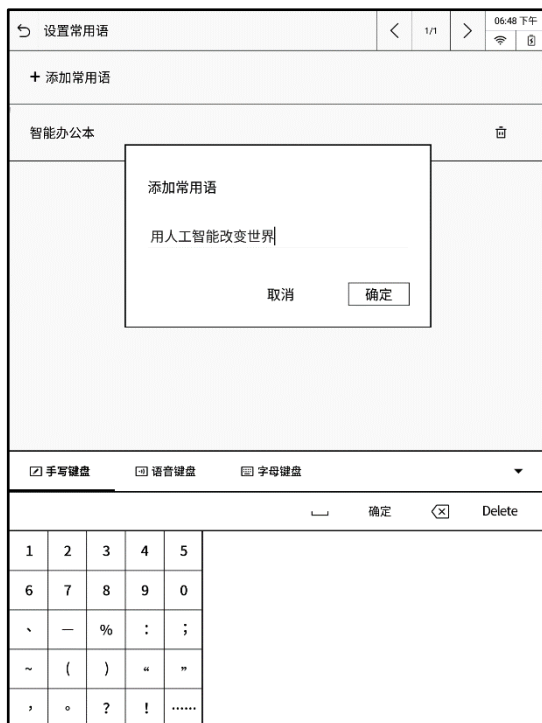 设置常用语 1/1 06:48 下午
+ 添加常用语
智能办公本
添加常用语
用人工智能改变世界
取消 确定
手写键盘 语音键盘 字母键盘
确定 Delete
1 2 3 4 5
6 7 8 9 0
、 — % : ;
~ ( ) “ ”
, 。 ? ! ……